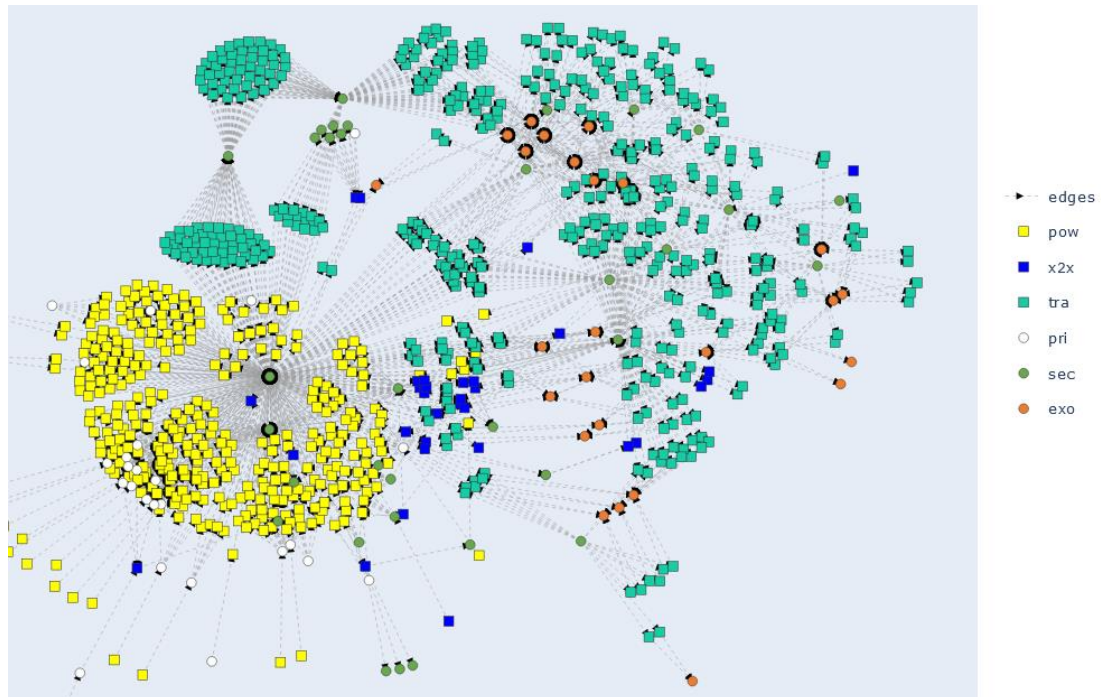 edges
pow
x2x
tra
pri
sec
exo